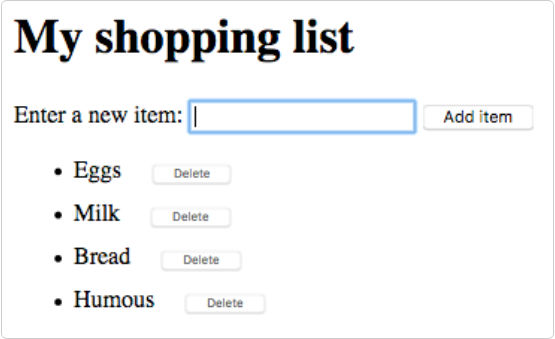 My shopping list
Enter a new item: Add item
Eggs Delete
Milk Delete
Bread Delete
Humous Delete